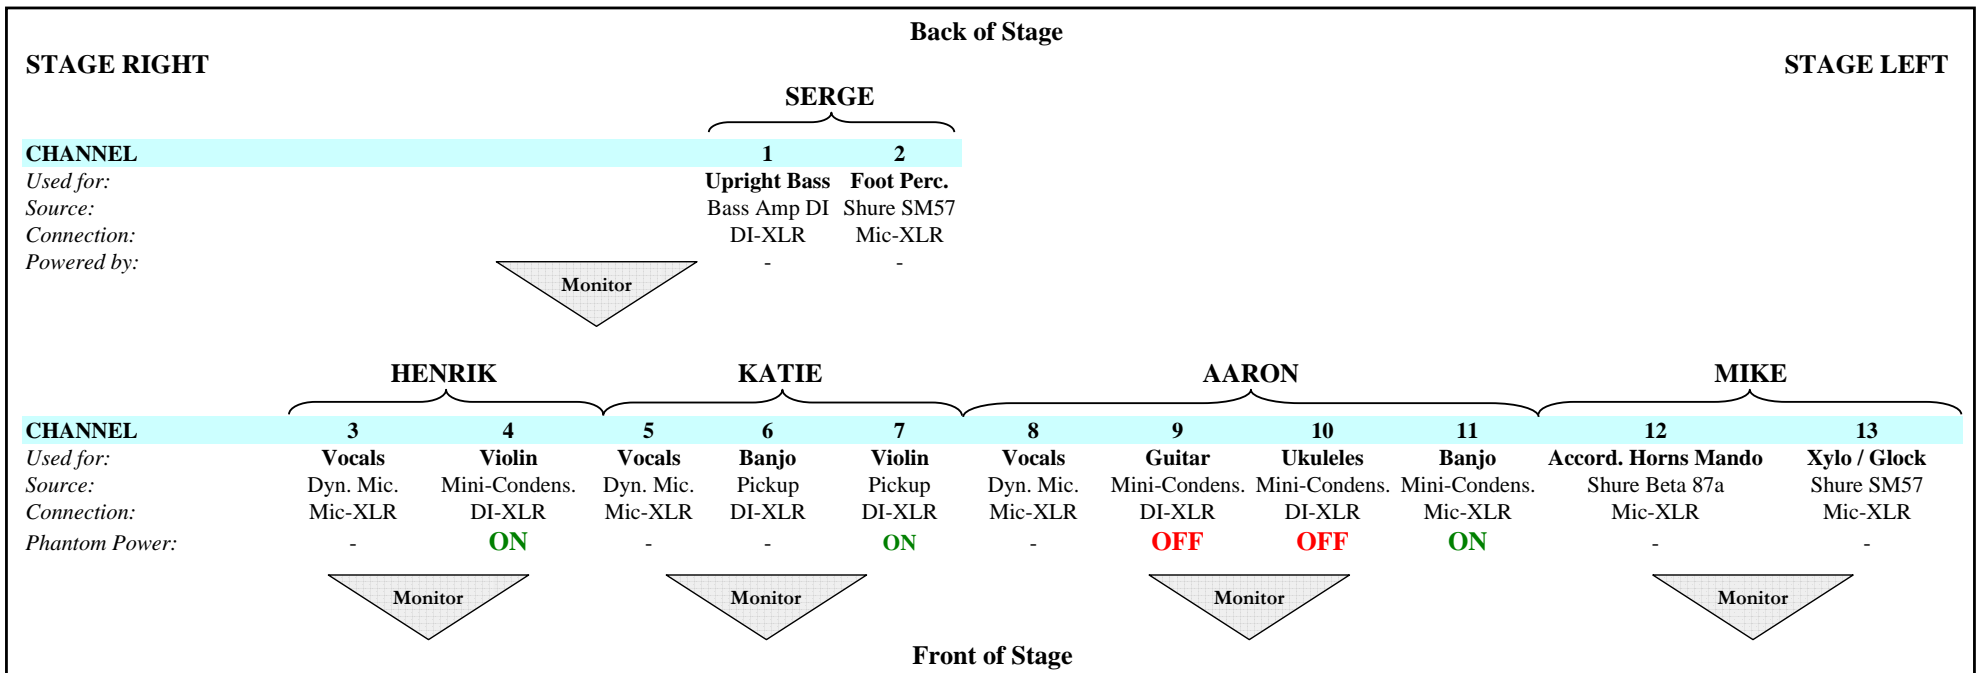 Back of Stage
STAGE RIGHT STAGE LEFT
SERGE
CHANNEL 1 2
Used for: Upright Bass Foot Perc.
Source: Bass Amp DI Shure SM57
Connection: DI-XLR Mic-XLR
Powered by: - -
Monitor
HENRIK KATIE AARON MIKE
CHANNEL 3 4 5 6 7 8 9 10 11 12 13
Used for: Vocals Violin Vocals Banjo Violin Vocals Guitar Ukuleles Banjo Accord. Horns Mando Xylo / Glock
Source: Dyn. Mic. Mini-Condens. Dyn. Mic. Pickup Pickup Dyn. Mic. Mini-Condens. Mini-Condens. Mini-Condens. Shure Beta 87a Shure SM57
Connection: Mic-XLR DI-XLR Mic-XLR DI-XLR DI-XLR Mic-XLR DI-XLR DI-XLR Mic-XLR Mic-XLR Mic-XLR
Phantom Power: - ON - - ON - OFF OFF ON - -
Monitor Monitor Monitor Monitor
Front of Stage